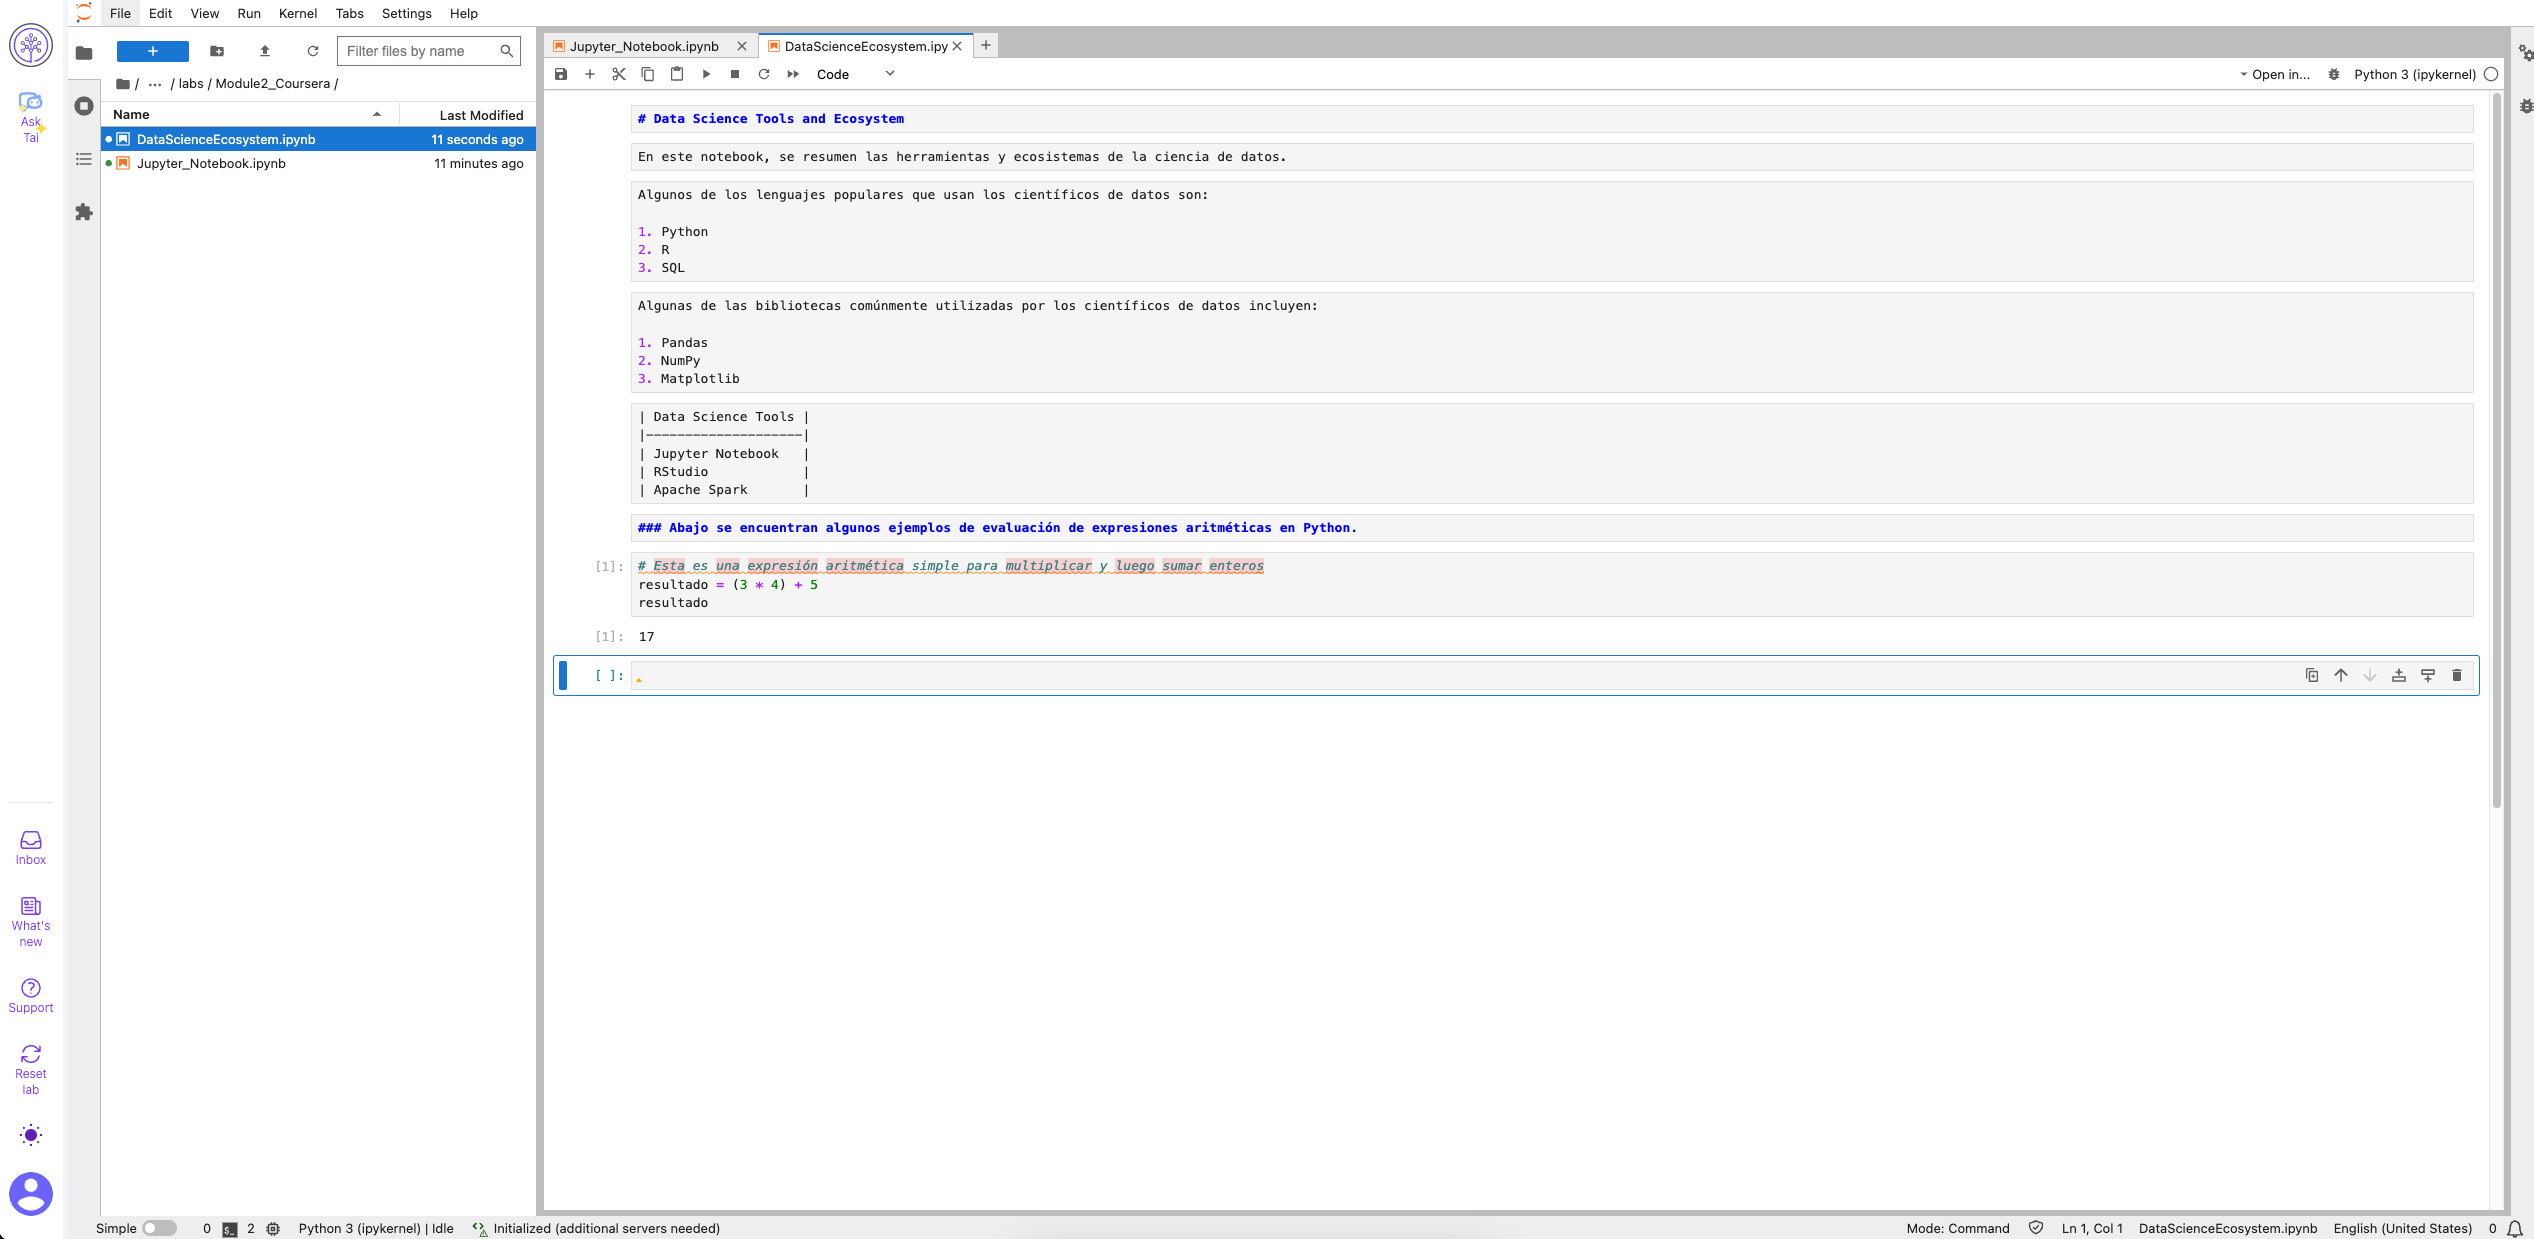 File Edit View Run Kernel Tabs Settings Help
Ask
Tai
Inbox
What's
new
Support
Reset
lab
+
Filter files by name
/ ··· / labs / Module2_Coursera /
Name Last Modified
DataScienceEcosystem.ipynb 11 seconds ago
Jupyter_Notebook.ipynb 11 minutes ago
Jupyter_Notebook.ipynb
DataScienceEcosystem.ipy
Code
Open in...
Python 3 (ipykernel)
# Data Science Tools and Ecosystem
En este notebook, se resumen las herramientas y ecosistemas de la ciencia de datos.
Algunos de los lenguajes populares que usan los científicos de datos son:
1. Python
2. R
3. SQL
Algunas de las bibliotecas comúnmente utilizadas por los científicos de datos incluyen:
1. Pandas
2. NumPy
3. Matplotlib
| Data Science Tools |
|--------------------|
| Jupyter Notebook   |
| RStudio            |
| Apache Spark       |
### Abajo se encuentran algunos ejemplos de evaluación de expresiones aritméticas en Python.
[1]: # Esta es una expresión aritmética simple para multiplicar y luego sumar enteros
resultado = (3 * 4) + 5
resultado
[1]: 17
[ ]:
Simple 0 $_ 2 Python 3 (ipykernel) | Idle Initialized (additional servers needed)
Mode: Command Ln 1, Col 1 DataScienceEcosystem.ipynb English (United States) 0